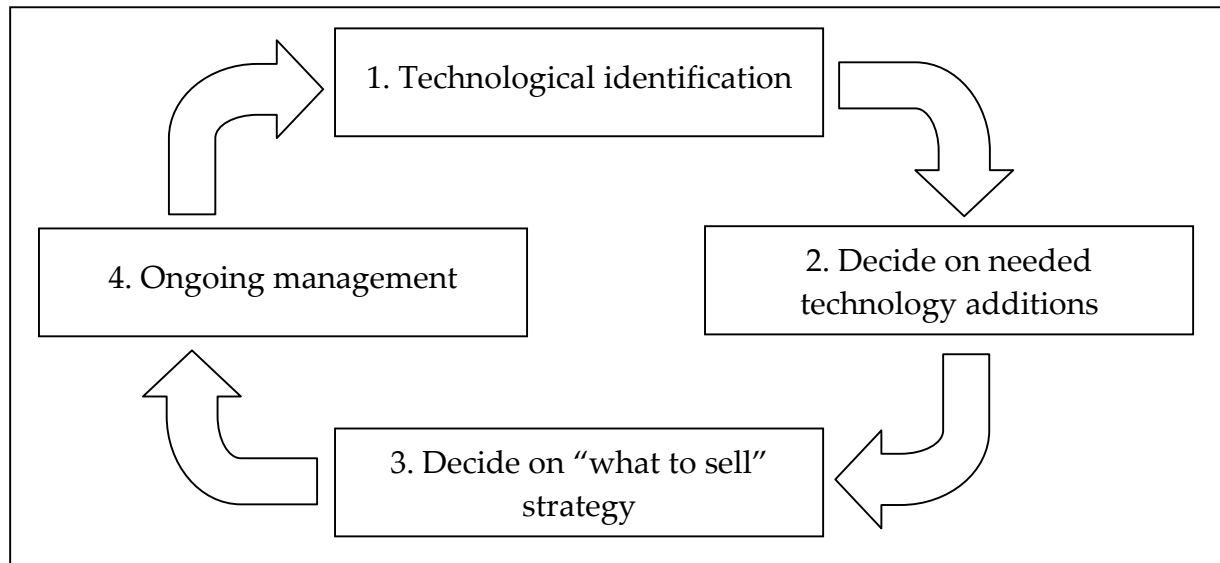 1. Technological identification
2. Decide on needed
technology additions
3. Decide on “what to sell”
strategy
4. Ongoing management